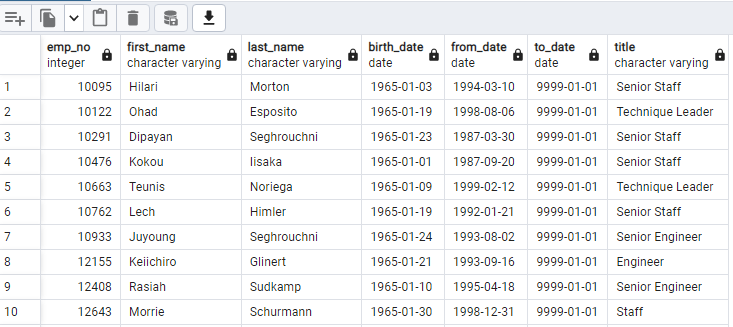 emp_no first_name last_name birth_date from_date to_date title
integer character varying character varying date date date character varying
1 10095 Hilari Morton 1965-01-03 1994-03-10 9999-01-01 Senior Staff
2 10122 Ohad Esposito 1965-01-19 1998-08-06 9999-01-01 Technique Leader
3 10291 Dipayan Seghrouchni 1965-01-23 1987-03-30 9999-01-01 Senior Staff
4 10476 Kokou Iisaka 1965-01-01 1987-09-20 9999-01-01 Senior Staff
5 10663 Teunis Noriega 1965-01-09 1999-02-12 9999-01-01 Technique Leader
6 10762 Lech Himler 1965-01-19 1992-01-21 9999-01-01 Senior Staff
7 10933 Juyoung Seghrouchni 1965-01-24 1993-08-02 9999-01-01 Senior Engineer
8 12155 Keiichiro Glinert 1965-01-21 1993-09-16 9999-01-01 Engineer
9 12408 Rasiah Sudkamp 1965-01-10 1995-04-18 9999-01-01 Senior Engineer
10 12643 Morrie Schurmann 1965-01-30 1998-12-31 9999-01-01 Staff